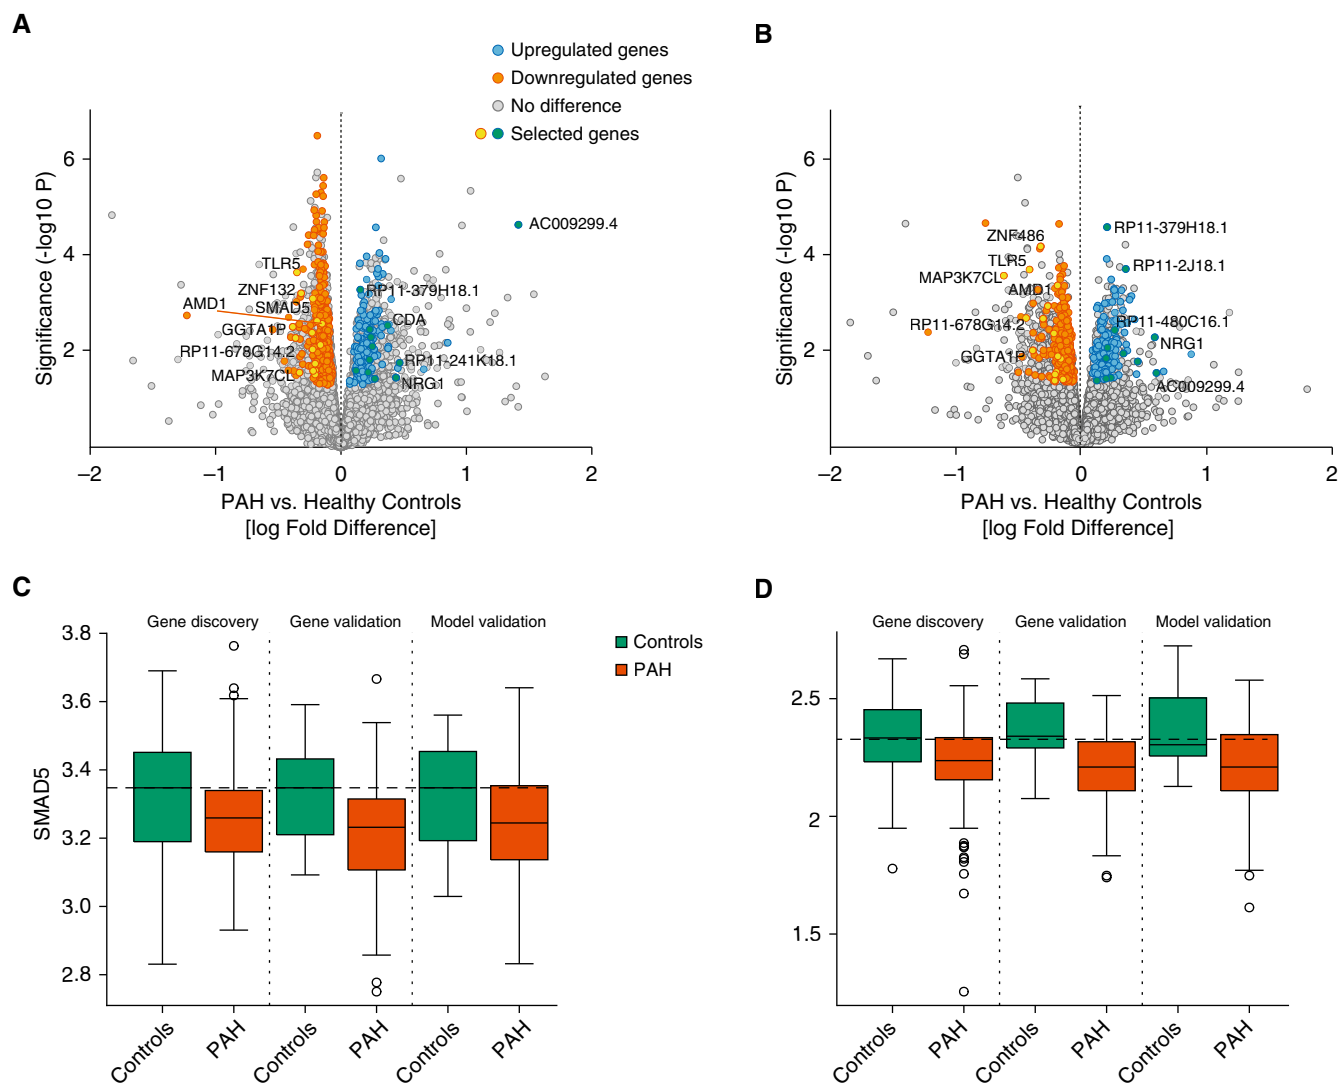 A
Upregulated genes
Downregulated genes
No difference
Selected genes
Significance (-log10 P)
6
4
2
AC009299.4
TLR5
ZNF132
RP11-379H18.1
AMD1
SMAD5
CDA
GGTA1P
RP11-678G14.2
RP11-241K18.1
MAP3K7CL
NRG1
–2
–1
0
1
2
PAH vs. Healthy Controls
[log Fold Difference]
B
Significance (-log10 P)
6
4
2
RP11-379H18.1
ZNF486
TLR5
RP11-2J18.1
MAP3K7CL
AMD1
RP11-678G14.2
RP11-480C16.1
NRG1
GGTA1P
AC009299.4
–2
–1
0
1
2
PAH vs. Healthy Controls
[log Fold Difference]
C
Gene discovery
Gene validation
Model validation
Controls
PAH
SMAD5
3.8
3.6
3.4
3.2
3.0
2.8
Controls
PAH
Controls
PAH
Controls
PAH
D
Gene discovery
Gene validation
Model validation
2.5
2
1.5
Controls
PAH
Controls
PAH
Controls
PAH